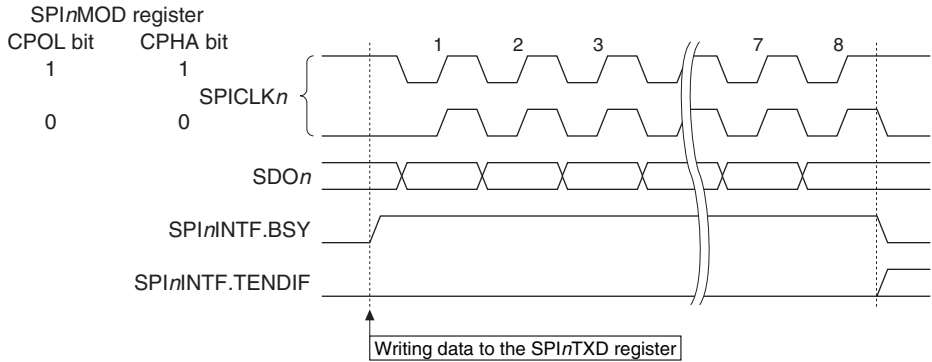 SPInMOD register
CPOL bit CPHA bit
1 1
0 0
SPICLKn
1 2 3 7 8
SDOn
SPInINTF.BSY
SPInINTF.TENDIF
Writing data to the SPInTXD register